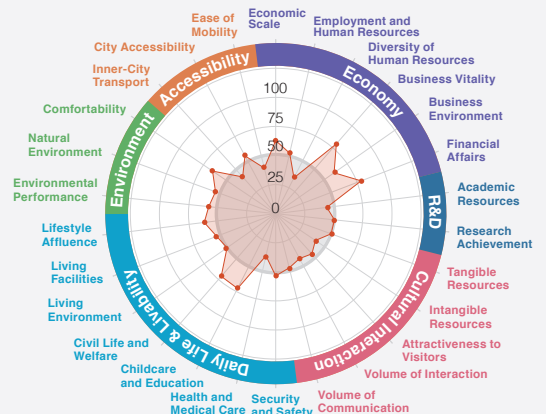 Economic
Scale
Employment and
Human Resources
Diversity of
Human Resources
Business Vitality
Business
Environment
Financial
Affairs
Academic
Resources
Research
Achievement
Tangible
Resources
Intangible
Resources
Attractiveness to
Visitors
Volume of Interaction
Volume of
Communication
Security
and Safety
Health and
Medical Care
Childcare
and Education
Civil Life and
Welfare
Living
Environment
Living
Facilities
Lifestyle
Affluence
Environmental
Performance
Natural
Environment
Comfortability
Inner-City
Transport
City Accessibility
Ease of
Mobility
Accessibility
Economy
R&D
Cultural Interaction
Daily Life & Livability
Environment
100
75
50
25
0